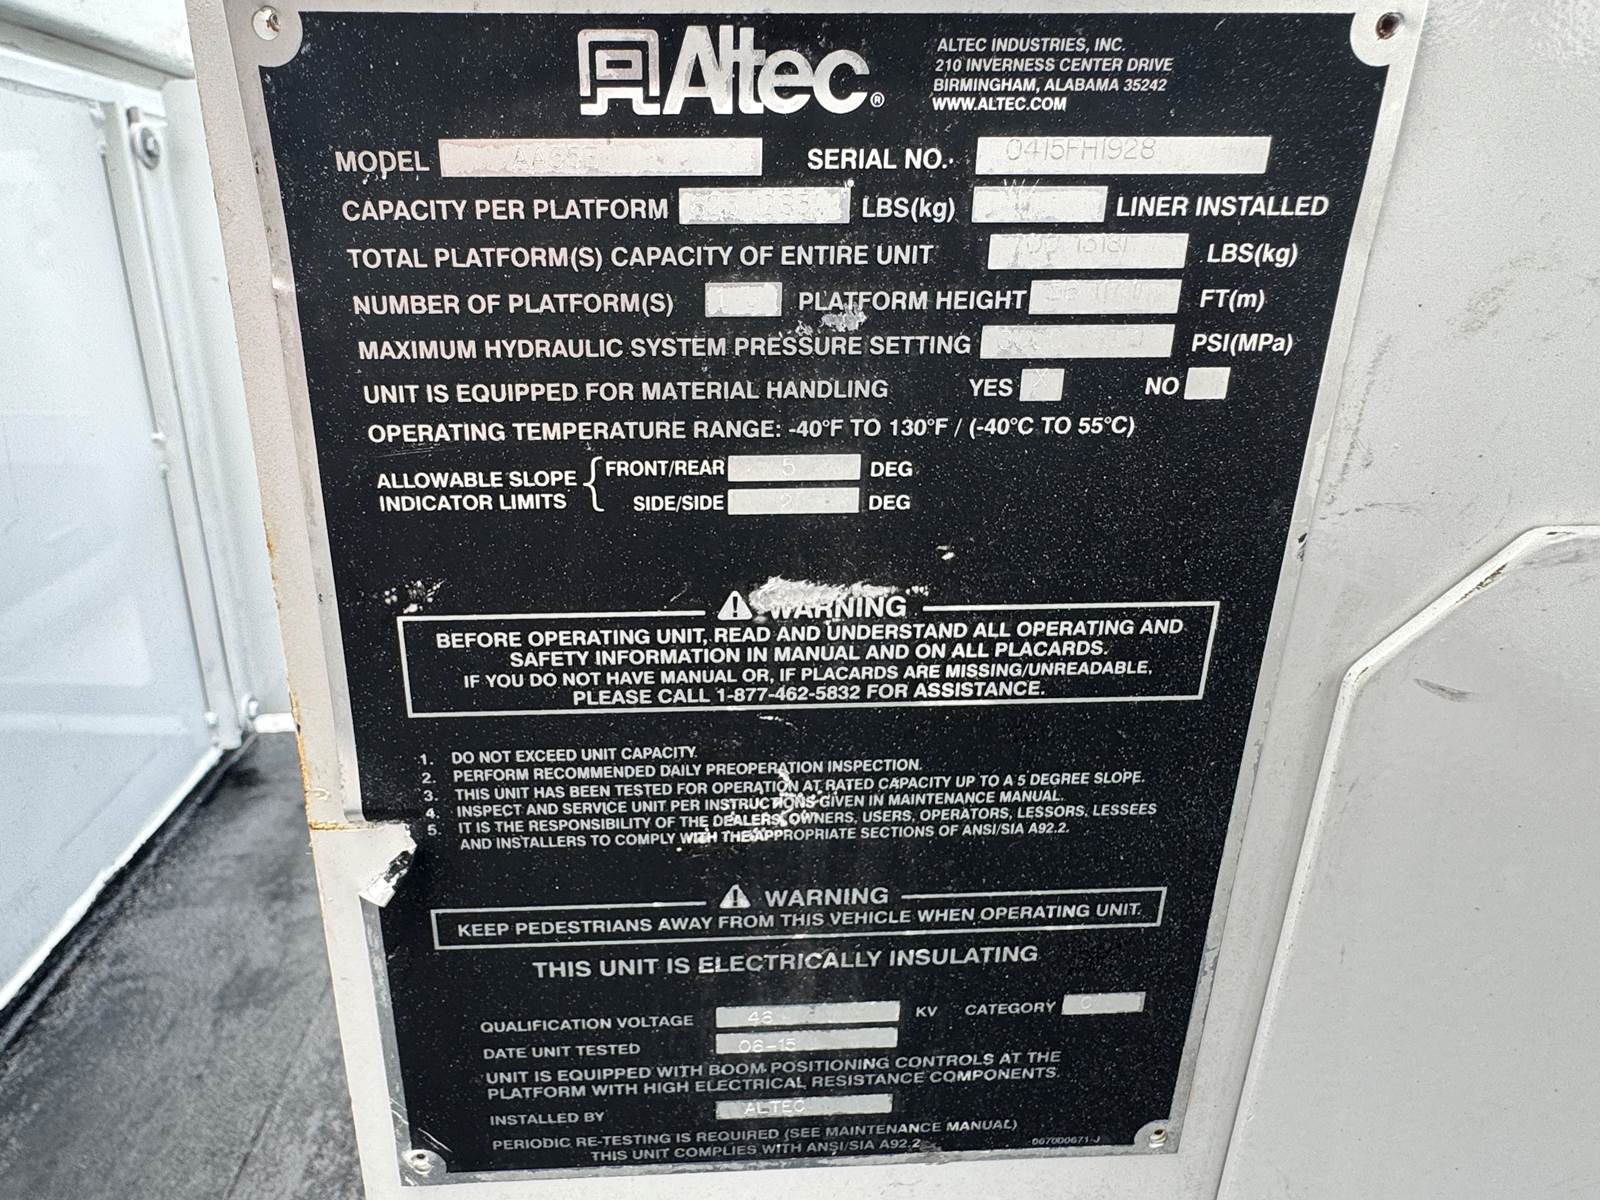 Altec®
ALTEC INDUSTRIES, INC.
210 INVERNESS CENTER DRIVE
BIRMINGHAM, ALABAMA 35242
WWW.ALTEC.COM
MODEL SERIAL NO. 0415FH1928
CAPACITY PER PLATFORM LBS(kg) W/ LINER INSTALLED
TOTAL PLATFORM(S) CAPACITY OF ENTIRE UNIT 700 [318] LBS(kg)
NUMBER OF PLATFORM(S) 1 PLATFORM HEIGHT FT(m)
MAXIMUM HYDRAULIC SYSTEM PRESSURE SETTING PSI(MPa)
UNIT IS EQUIPPED FOR MATERIAL HANDLING YES X NO
OPERATING TEMPERATURE RANGE: -40°F TO 130°F / (-40°C TO 55°C)
ALLOWABLE SLOPE INDICATOR LIMITS
FRONT/REAR 5 DEG
SIDE/SIDE 2 DEG
WARNING
BEFORE OPERATING UNIT, READ AND UNDERSTAND ALL OPERATING AND
SAFETY INFORMATION IN MANUAL AND ON ALL PLACARDS.
IF YOU DO NOT HAVE MANUAL OR, IF PLACARDS ARE MISSING/UNREADABLE,
PLEASE CALL 1-877-462-5832 FOR ASSISTANCE.
1. DO NOT EXCEED UNIT CAPACITY.
2. PERFORM RECOMMENDED DAILY PREOPERATION INSPECTION.
3. THIS UNIT HAS BEEN TESTED FOR OPERATION AT RATED CAPACITY UP TO A 5 DEGREE SLOPE.
4. INSPECT AND SERVICE UNIT PER INSTRUCTIONS GIVEN IN MAINTENANCE MANUAL.
5. IT IS THE RESPONSIBILITY OF THE DEALERS, OWNERS, USERS, OPERATORS, LESSORS, LESSEES
AND INSTALLERS TO COMPLY WITH THE APPROPRIATE SECTIONS OF ANSI/SIA A92.2.
WARNING
KEEP PEDESTRIANS AWAY FROM THIS VEHICLE WHEN OPERATING UNIT.
THIS UNIT IS ELECTRICALLY INSULATING
QUALIFICATION VOLTAGE 46 KV CATEGORY C
DATE UNIT TESTED 06-15
UNIT IS EQUIPPED WITH BOOM POSITIONING CONTROLS AT THE
PLATFORM WITH HIGH ELECTRICAL RESISTANCE COMPONENTS.
INSTALLED BY ALTEC
PERIODIC RE-TESTING IS REQUIRED (SEE MAINTENANCE MANUAL)
THIS UNIT COMPLIES WITH ANSI/SIA A92.2
067000671-J